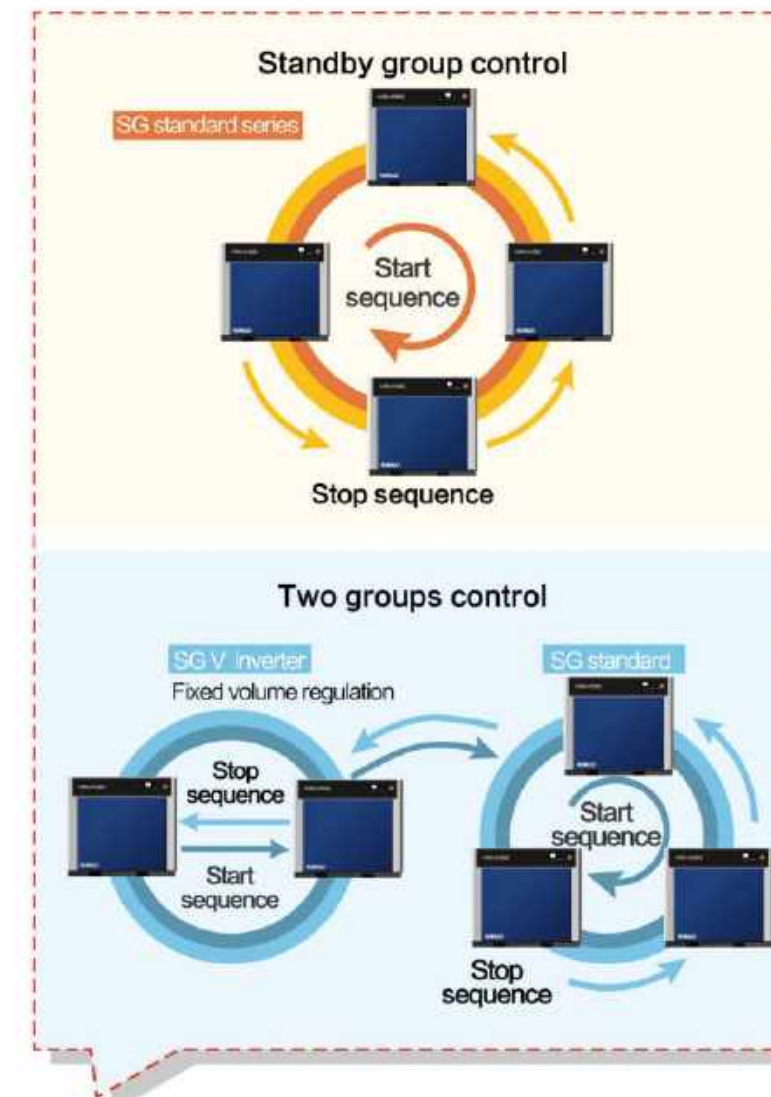 Standby group control
SG standard series
Start
sequence
Stop sequence
Two groups control
SG V Inverter
Fixed volume regulation
SG standard
Stop
sequence
Start
sequence
Start
sequence
Stop
sequence